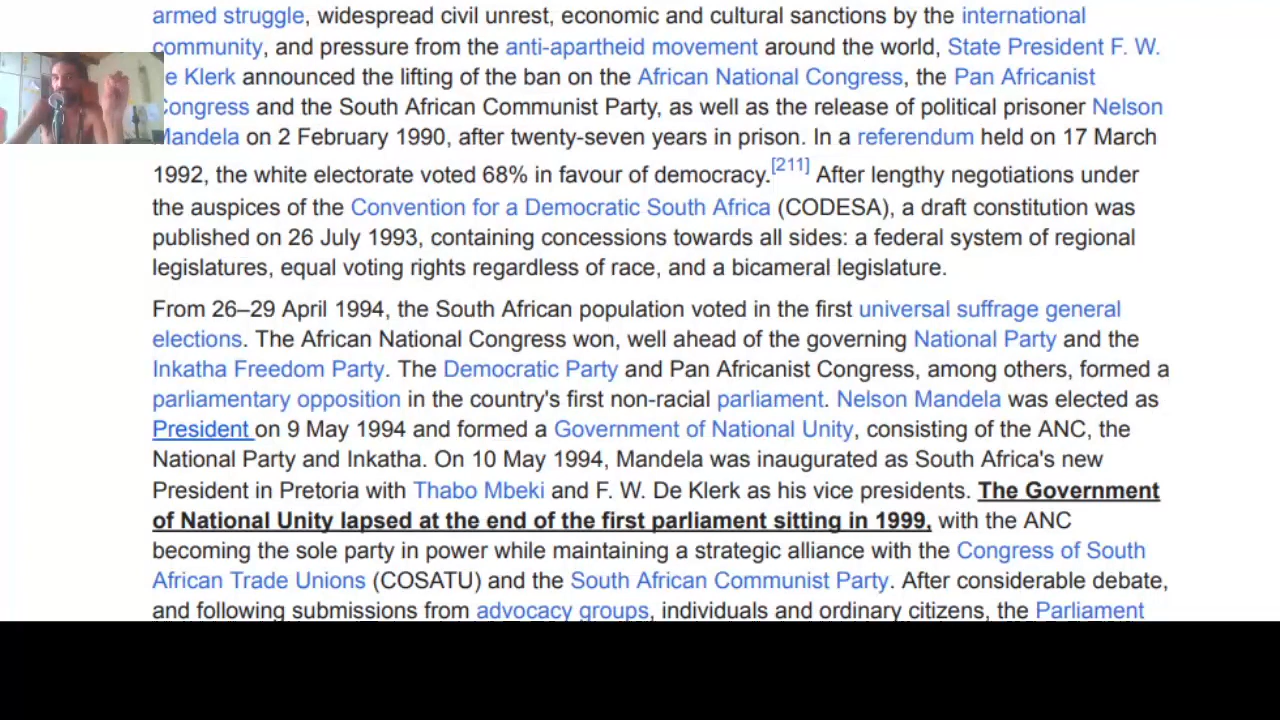 armed struggle, widespread civil unrest, economic and cultural sanctions by the international
community, and pressure from the anti-apartheid movement around the world, State President F. W.
e Klerk announced the lifting of the ban on the African National Congress, the Pan Africanist
Congress and the South African Communist Party, as well as the release of political prisoner Nelson
Mandela on 2 February 1990, after twenty-seven years in prison. In a referendum held on 17 March
1992, the white electorate voted 68% in favour of democracy.[211] After lengthy negotiations under
the auspices of the Convention for a Democratic South Africa (CODESA), a draft constitution was
published on 26 July 1993, containing concessions towards all sides: a federal system of regional
legislatures, equal voting rights regardless of race, and a bicameral legislature.
From 26–29 April 1994, the South African population voted in the first universal suffrage general
elections. The African National Congress won, well ahead of the governing National Party and the
Inkatha Freedom Party. The Democratic Party and Pan Africanist Congress, among others, formed a
parliamentary opposition in the country's first non-racial parliament. Nelson Mandela was elected as
President on 9 May 1994 and formed a Government of National Unity, consisting of the ANC, the
National Party and Inkatha. On 10 May 1994, Mandela was inaugurated as South Africa's new
President in Pretoria with Thabo Mbeki and F. W. De Klerk as his vice presidents. The Government
of National Unity lapsed at the end of the first parliament sitting in 1999, with the ANC
becoming the sole party in power while maintaining a strategic alliance with the Congress of South
African Trade Unions (COSATU) and the South African Communist Party. After considerable debate,
and following submissions from advocacy groups, individuals and ordinary citizens, the Parliament